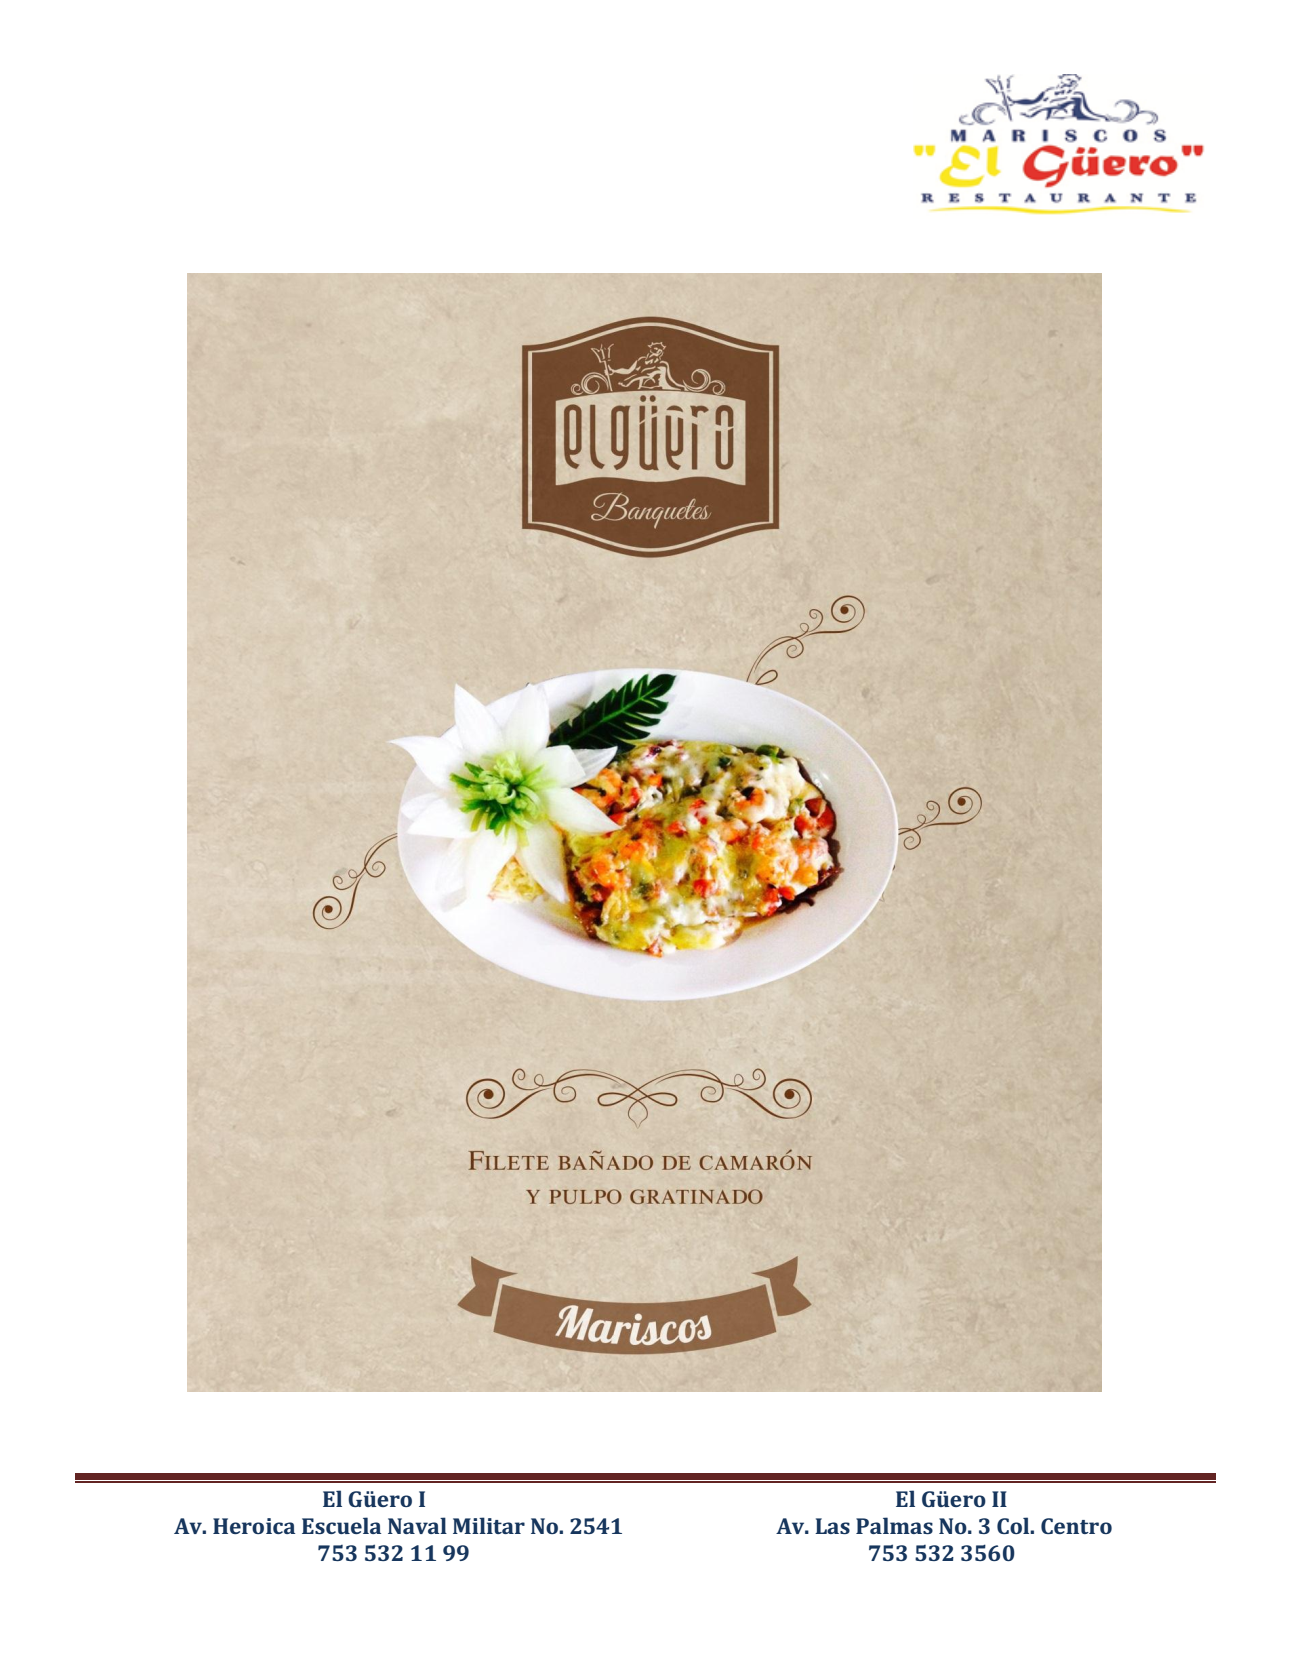 MARISCOS
"El Güero"
RESTAURANTE
elgüero
Banquetes
FILETE BAÑADO DE CAMARÓN
Y PULPO GRATINADO
Mariscos
El Güero I
Av. Heroica Escuela Naval Militar No. 2541
753 532 11 99
El Güero II
Av. Las Palmas No. 3 Col. Centro
753 532 3560